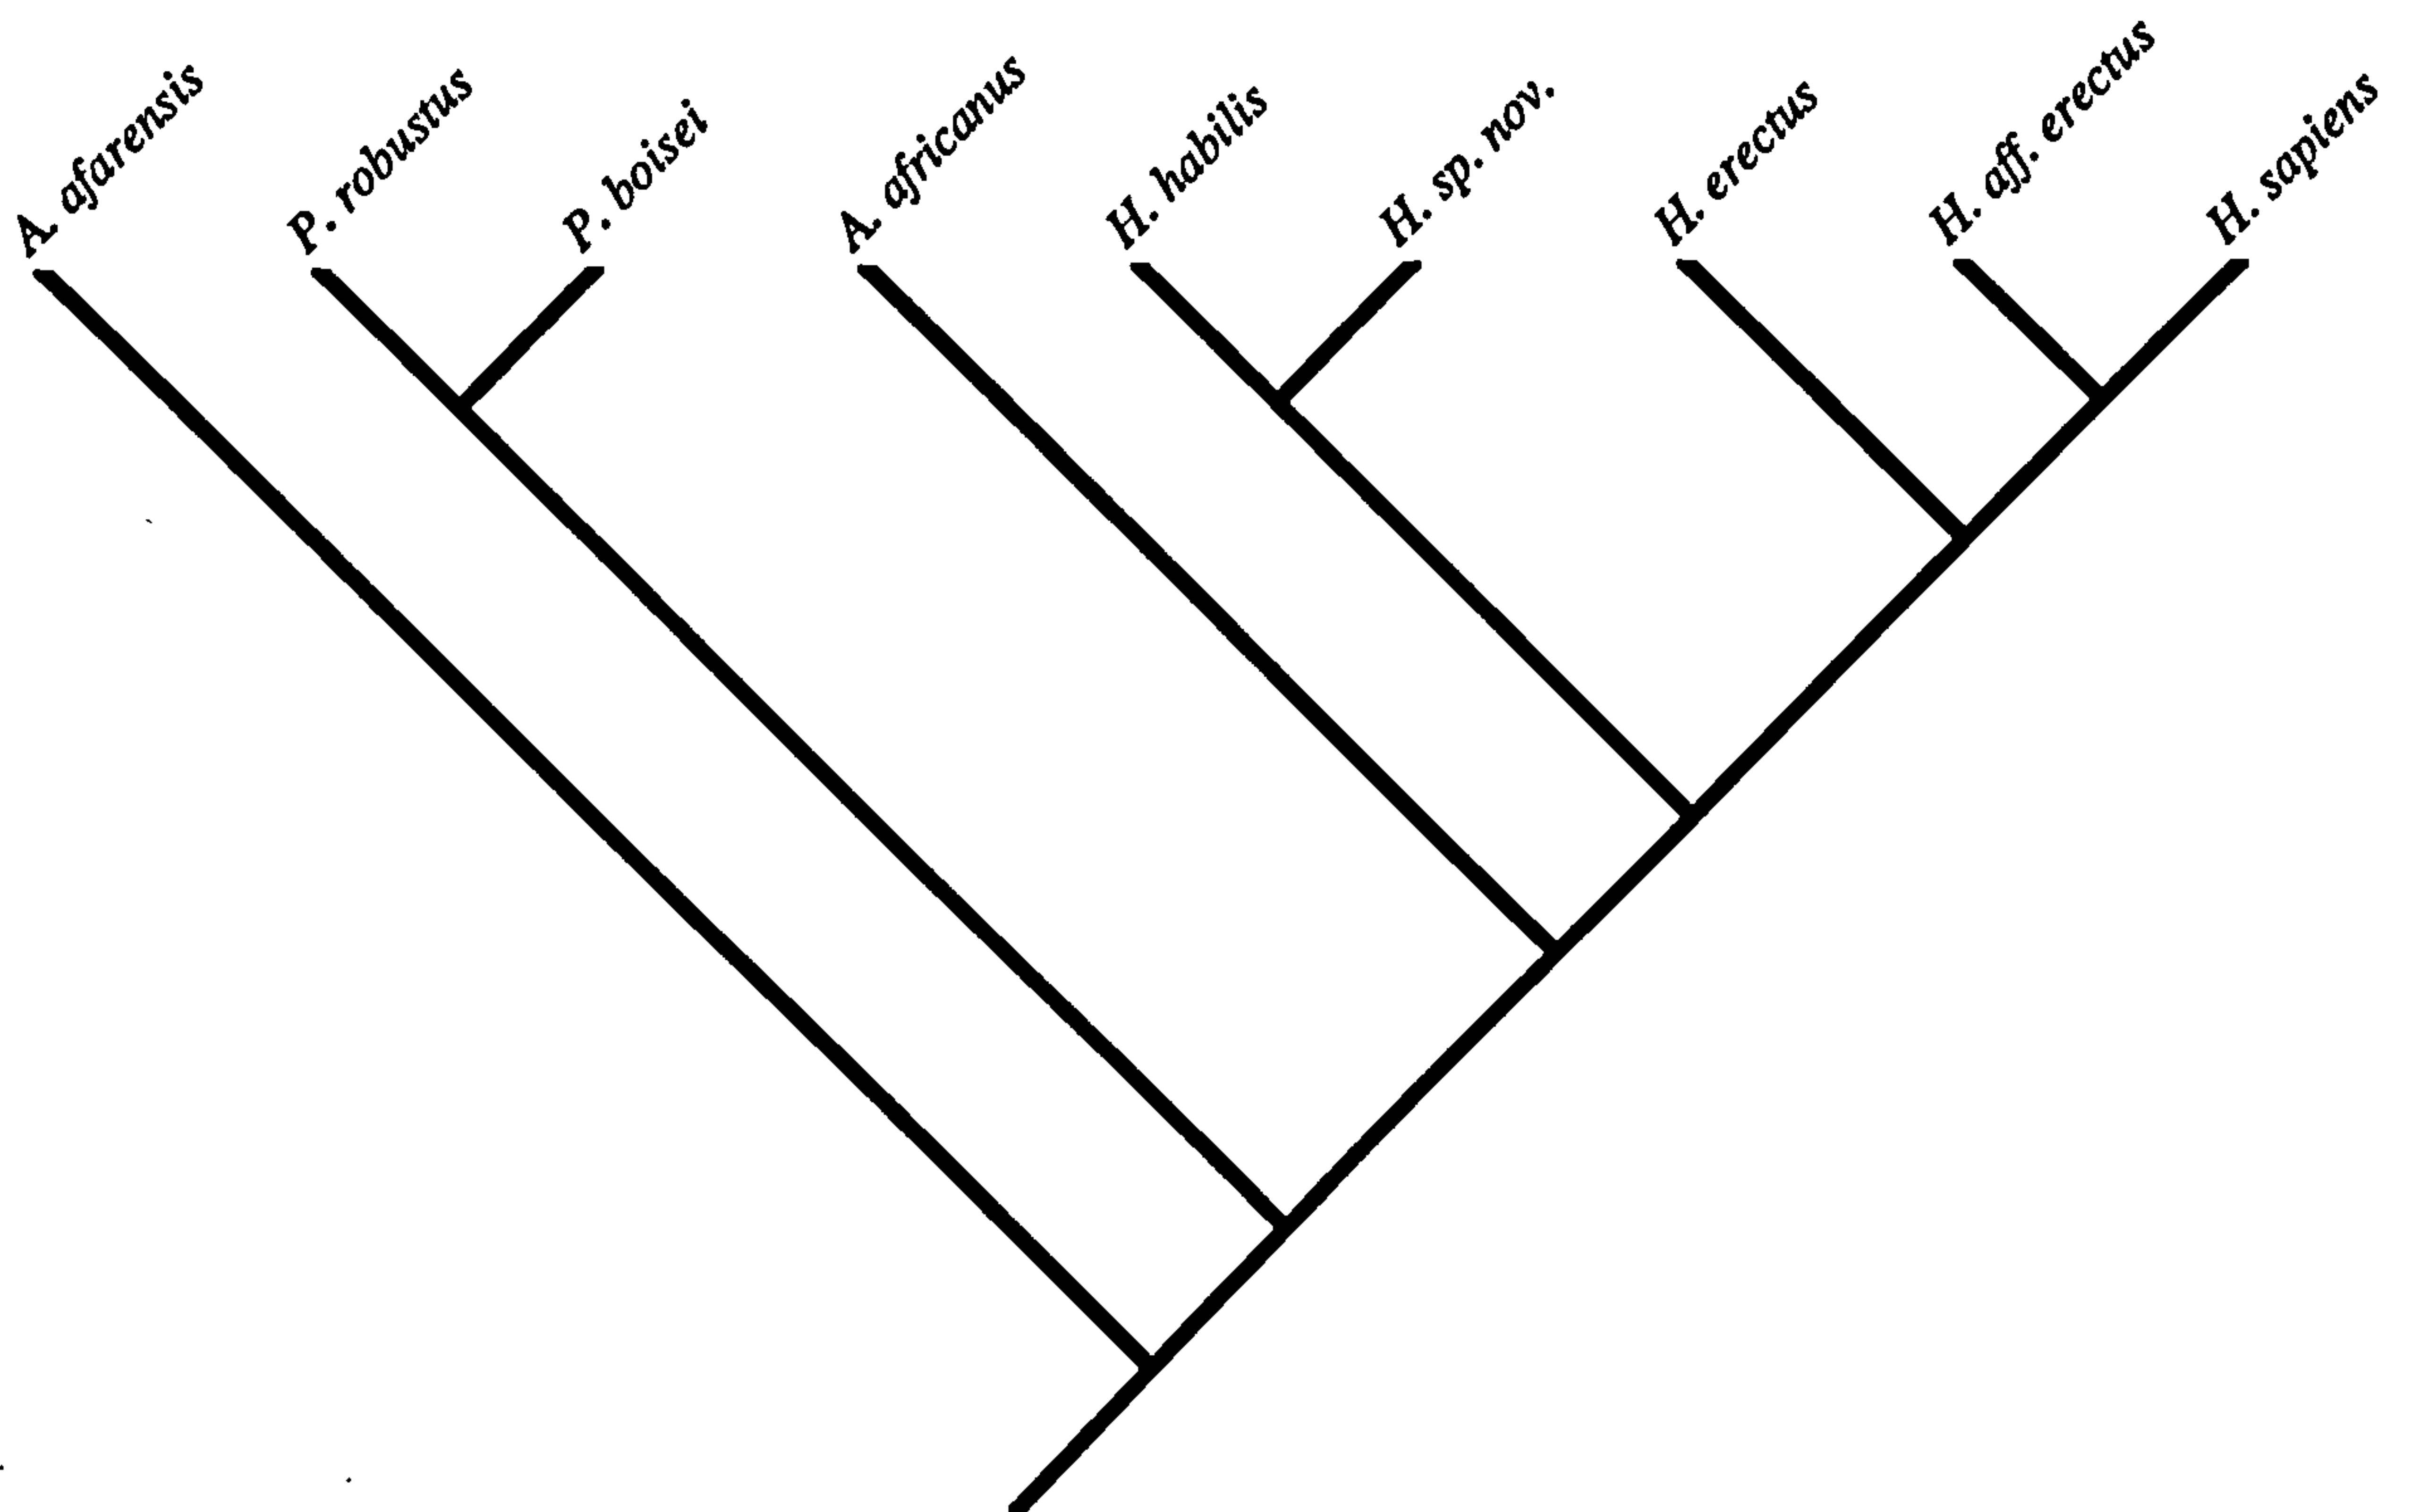 A. afarensis
P. robustus
P. boisei
A. africanus
H. habilis
H. sp. nov.
H. erectus
H. aff. erectus
H. sapiens